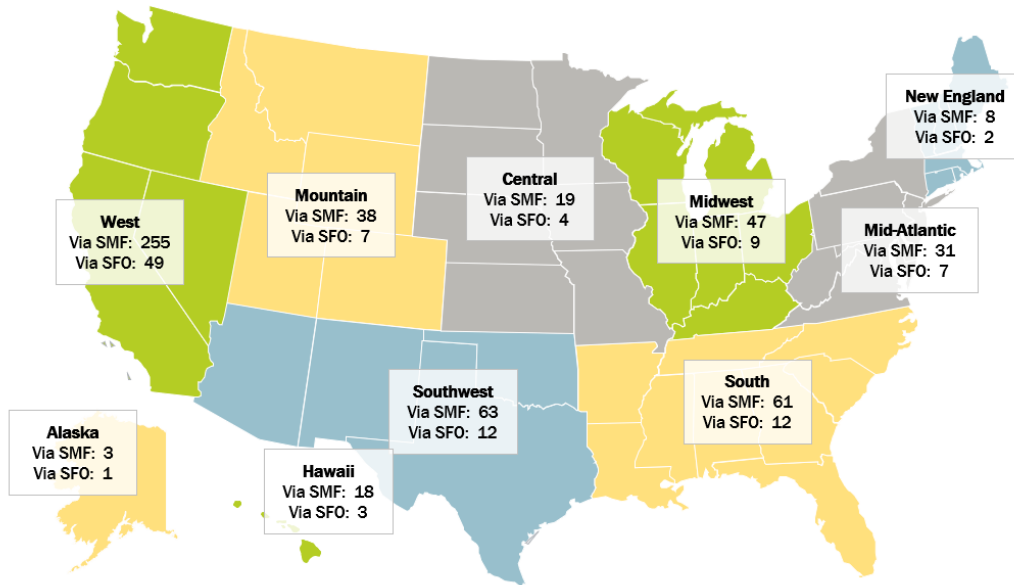 New England
Via SMF: 8
Via SFO: 2
Central
Via SMF: 19
Via SFO: 4
Mountain
Via SMF: 38
Via SFO: 7
Midwest
Via SMF: 47
Via SFO: 9
West
Via SMF: 255
Via SFO: 49
Mid-Atlantic
Via SMF: 31
Via SFO: 7
Southwest
Via SMF: 63
Via SFO: 12
South
Via SMF: 61
Via SFO: 12
Alaska
Via SMF: 3
Via SFO: 1
Hawaii
Via SMF: 18
Via SFO: 3